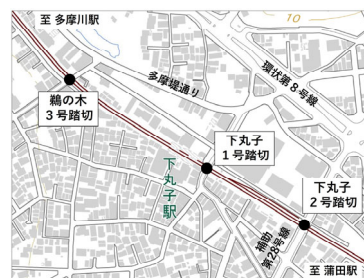 至 多摩川駅
10
多摩堤通り
環状第8号線
鵜の木
3号踏切
下丸子
1号踏切
下丸子駅
下丸子
2号踏切
補助
第28号線
至 蒲田駅